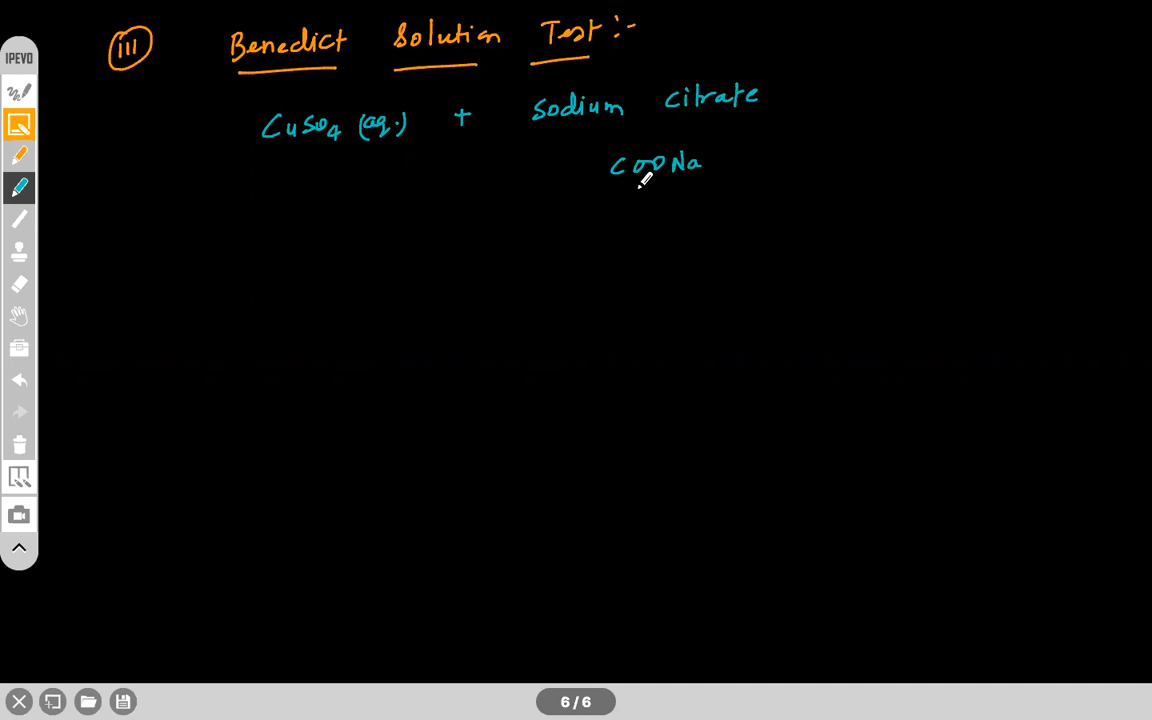 IPEVO
(iii) Benedict Solution Test:-
CuSO4 (aq.) + Sodium Citrate
COONa
6 / 6